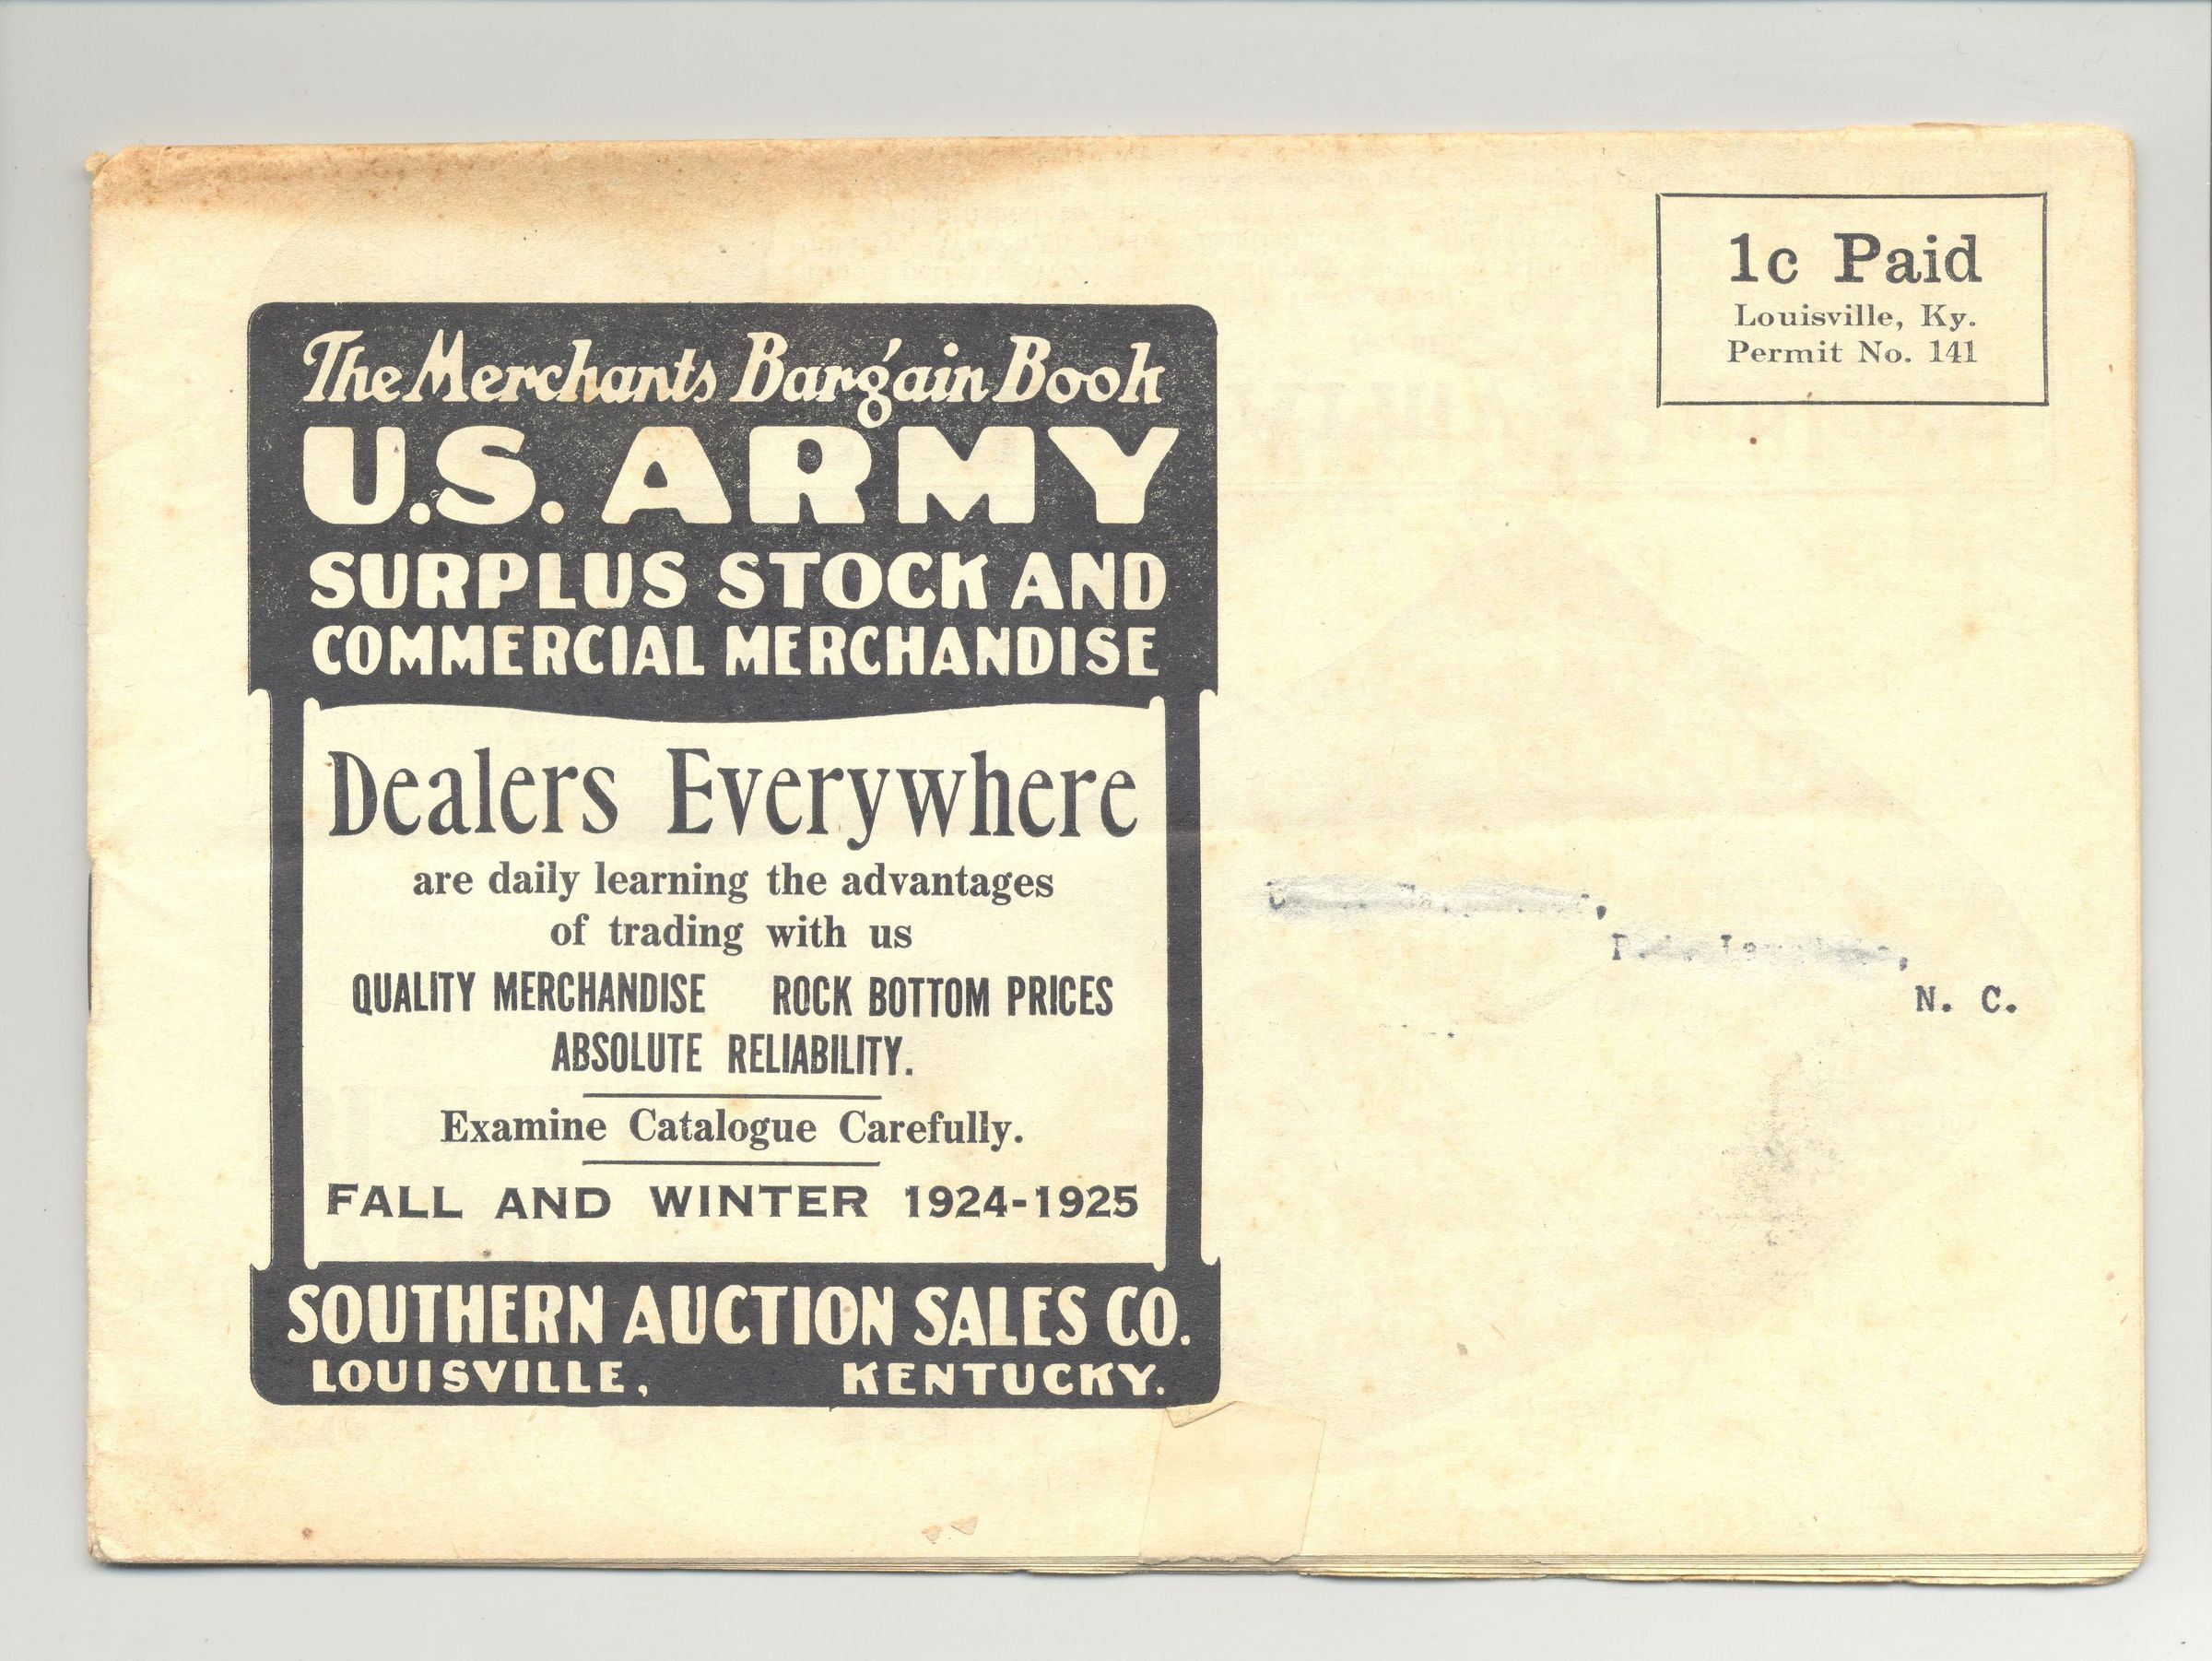 1c Paid
Louisville, Ky.
Permit No. 141
The Merchants Bargain Book
U.S. ARMY
SURPLUS STOCK AND
COMMERCIAL MERCHANDISE
Dealers Everywhere
are daily learning the advantages
of trading with us
QUALITY MERCHANDISE ROCK BOTTOM PRICES
ABSOLUTE RELIABILITY.
Examine Catalogue Carefully.
FALL AND WINTER 1924-1925
SOUTHERN AUCTION SALES CO.
LOUISVILLE, KENTUCKY.
N. C.